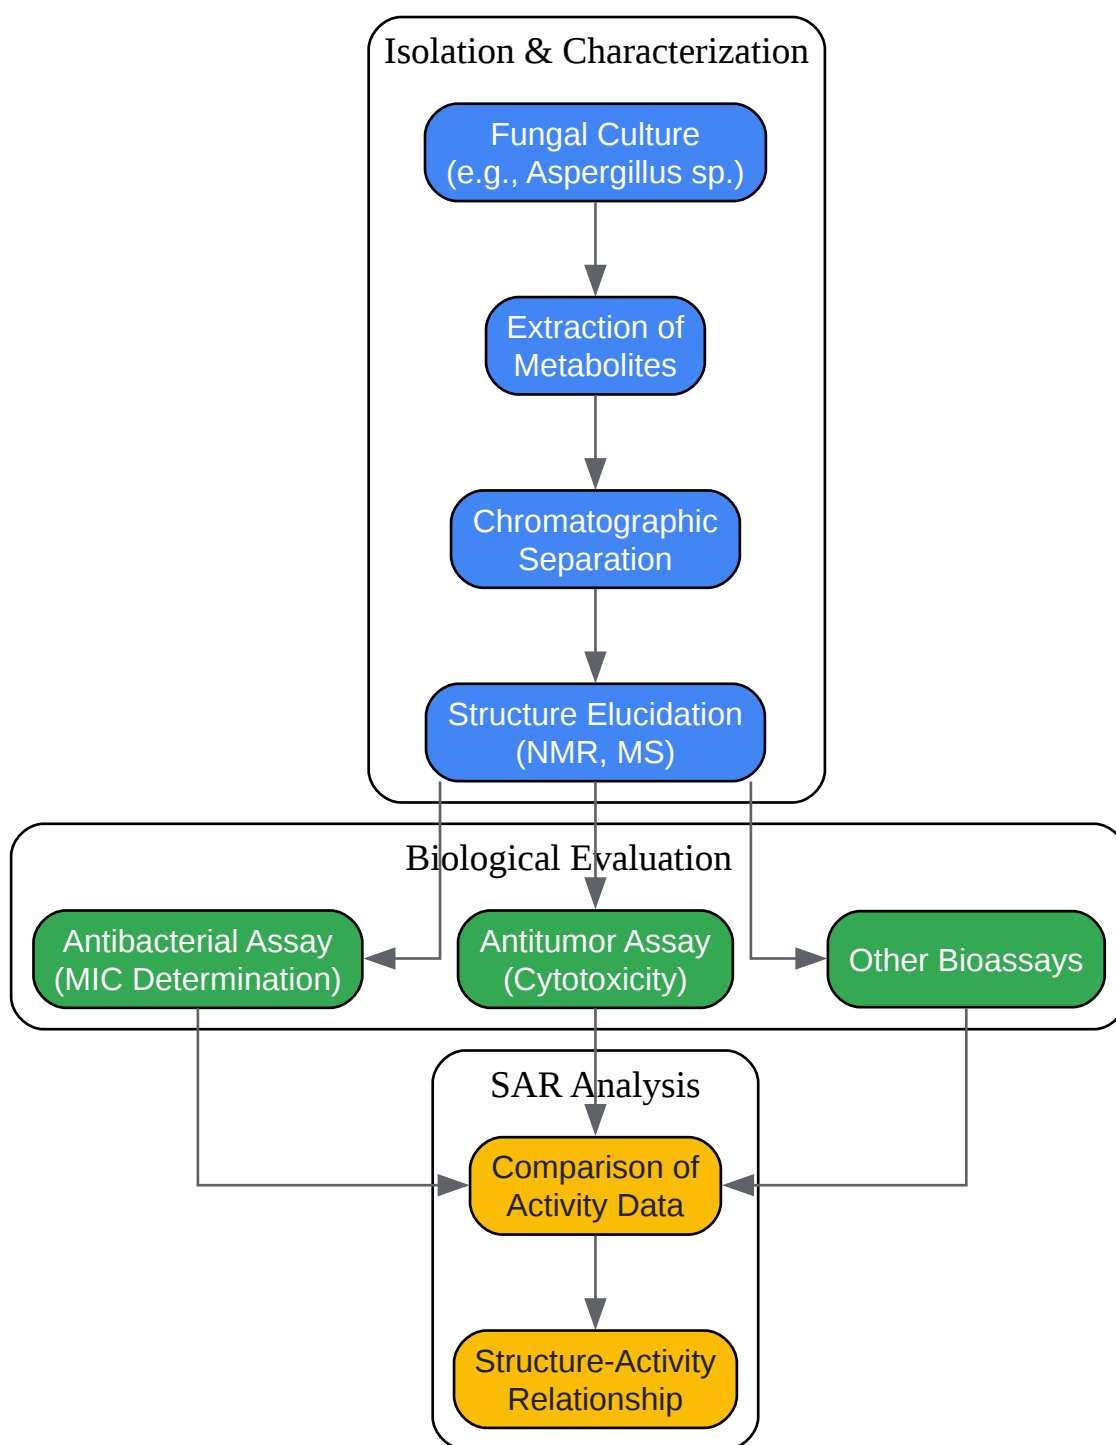 Isolation & Characterization
Fungal Culture
(e.g., Aspergillus sp.)
Extraction of
Metabolites
Chromatographic
Separation
Structure Elucidation
(NMR, MS)
Biological Evaluation
Antibacterial Assay
(MIC Determination)
Antitumor Assay
(Cytotoxicity)
Other Bioassays
SAR Analysis
Comparison of
Activity Data
Structure-Activity
Relationship